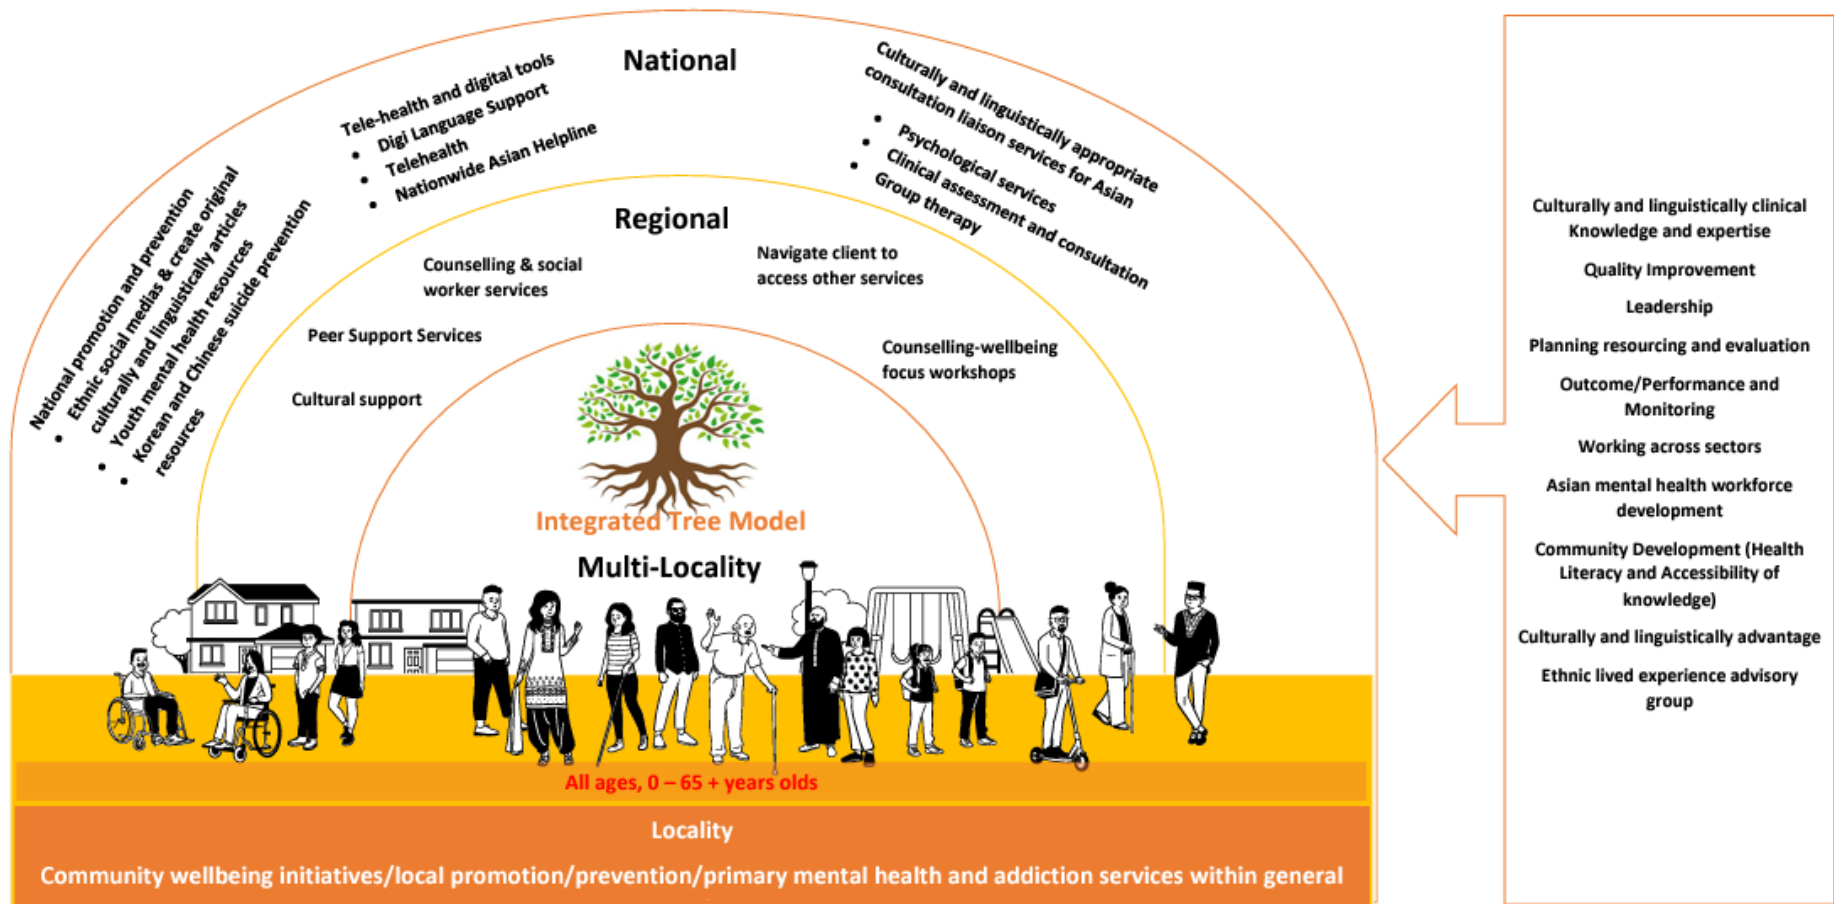 National
National promotion and prevention
• Ethnic social medias & create original
culturally and linguistically articles
• Youth mental health resources
• Korean and Chinese suicide prevention
resources
Tele-health and digital tools
• Digi Language Support
• Telehealth
• Nationwide Asian Helpline
Culturally and linguistically appropriate
consultation liaison services for Asian
• Psychological services
• Clinical assessment and consultation
• Group therapy
Regional
Cultural support
Peer Support Services
Counselling & social
worker services
Navigate client to
access other services
Counselling-wellbeing
focus workshops
Integrated Tree Model
Multi-Locality
All ages, 0 – 65 + years olds
Locality
Community wellbeing initiatives/local promotion/prevention/primary mental health and addiction services within general
Culturally and linguistically clinical
Knowledge and expertise
Quality Improvement
Leadership
Planning resourcing and evaluation
Outcome/Performance and
Monitoring
Working across sectors
Asian mental health workforce
development
Community Development (Health
Literacy and Accessibility of
knowledge)
Culturally and linguistically advantage
Ethnic lived experience advisory
group